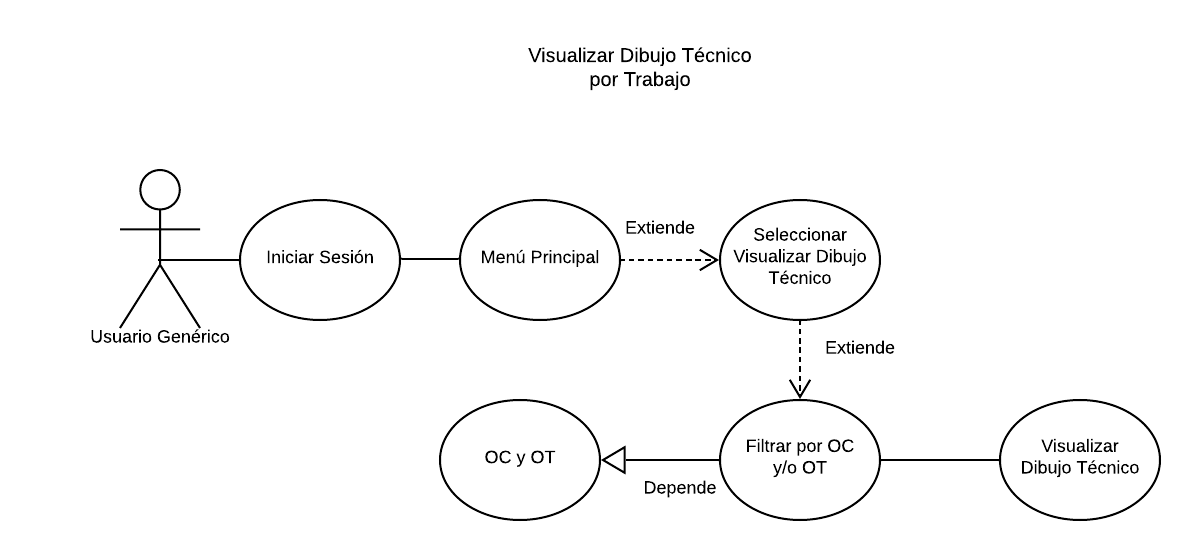 Visualizar Dibujo Técnico
por Trabajo
Extiende
Iniciar Sesión
Menú Principal
Seleccionar
Visualizar Dibujo
Técnico
Usuario Genérico
Extiende
OC y OT
Depende
Filtrar por OC
y/o OT
Visualizar
Dibujo Técnico